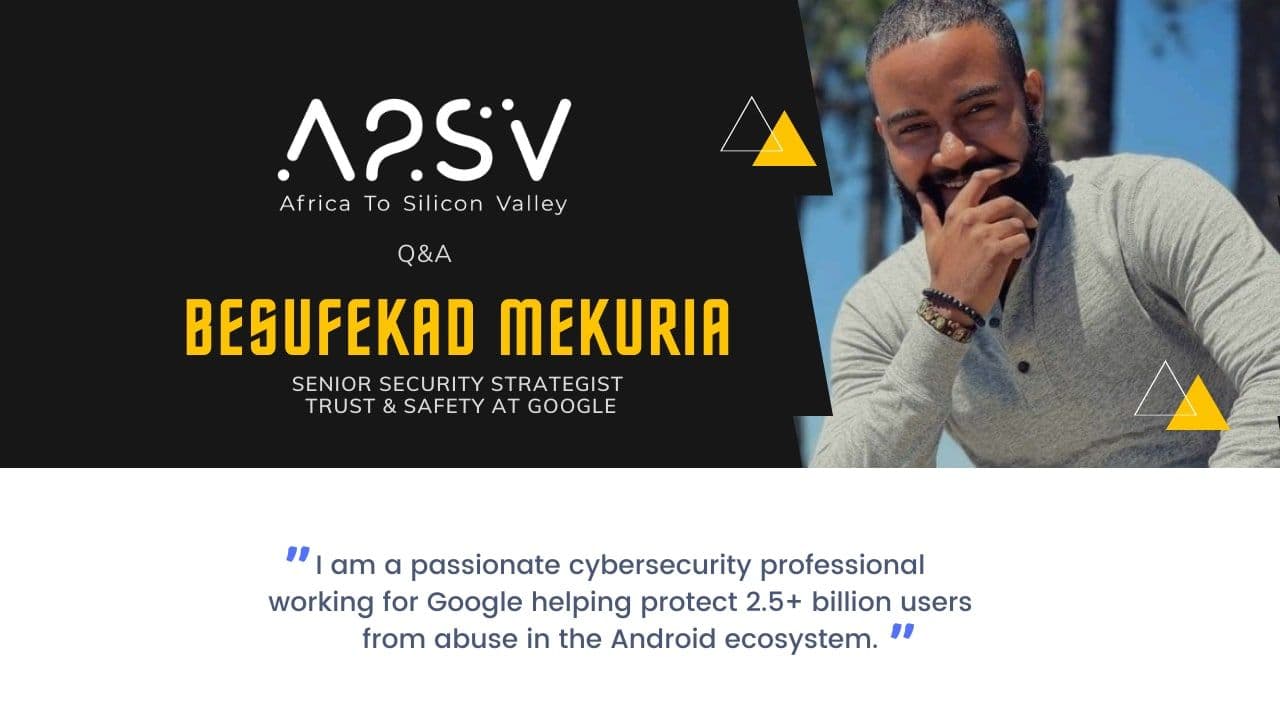 A2SV
Africa To Silicon Valley
Q&A
BESUFEKAD MEKURIA
SENIOR SECURITY STRATEGIST
TRUST & SAFETY AT GOOGLE
" I am a passionate cybersecurity professional
working for Google helping protect 2.5+ billion users
from abuse in the Android ecosystem. "